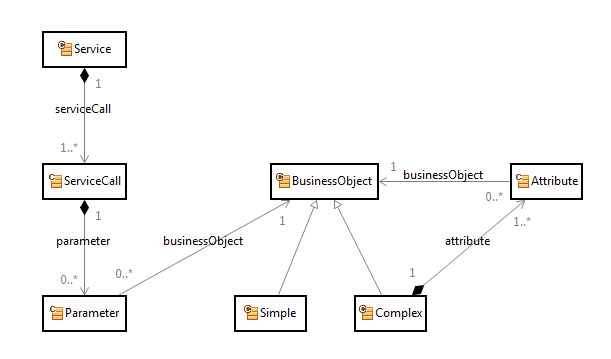 Service
1
serviceCall
1..*
ServiceCall
BusinessObject
1
businessObject
0..*
Attribute
1
parameter
0..*
businessObject
0..*
1
attribute
1..*
1
Parameter
Simple
Complex